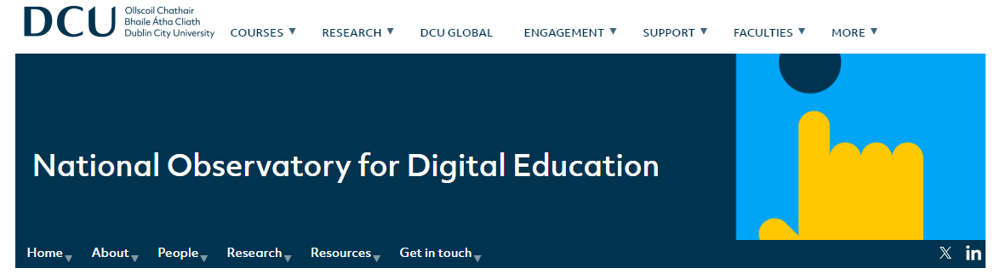 DCU
Ollscoil Chathair
Bhaile Átha Cliath
Dublin City University
COURSES RESEARCH DCU GLOBAL ENGAGEMENT SUPPORT FACULTIES MORE
National Observatory for Digital Education
Home About People Research Resources Get in touch X in